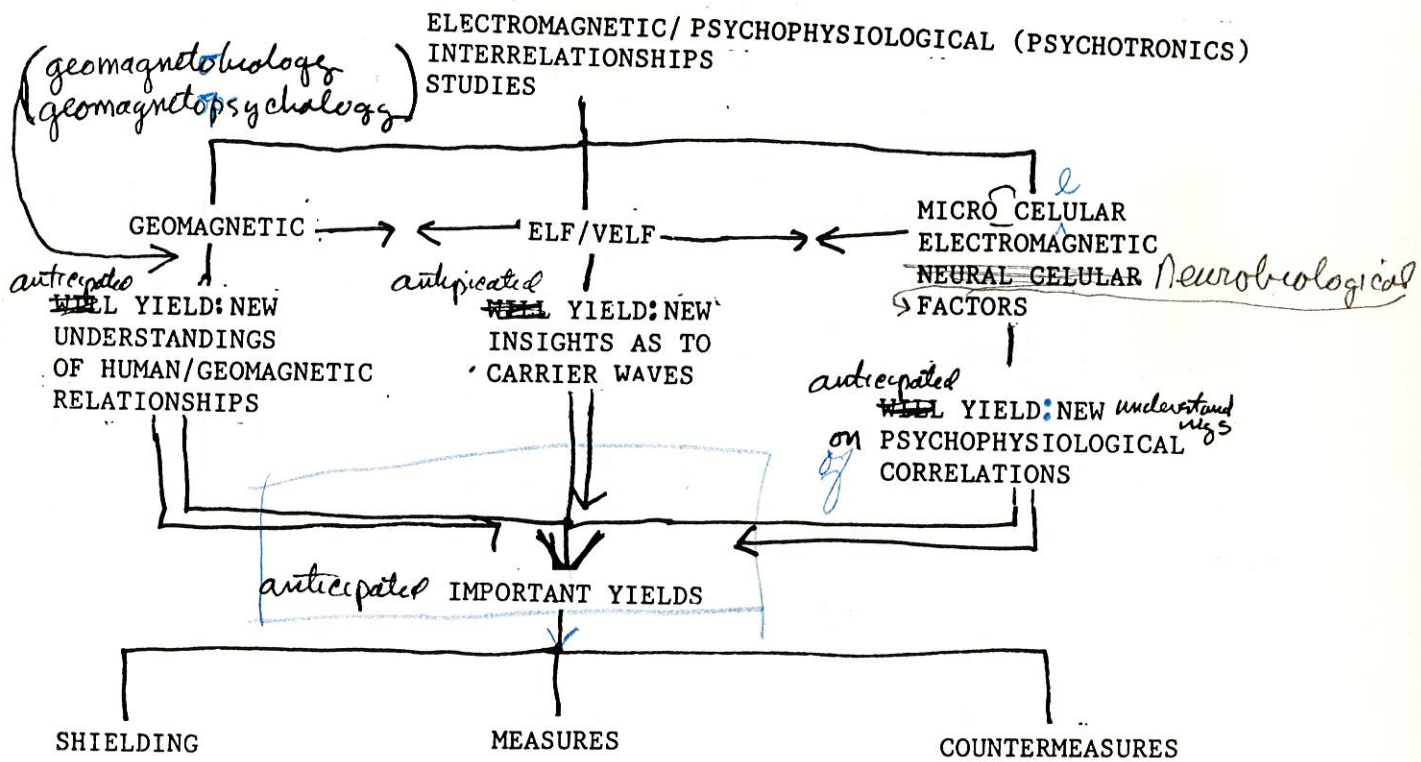 ELECTROMAGNETIC/ PSYCHOPHYSIOLOGICAL (PSYCHOTRONICS)
INTERRELATIONSHIPS
STUDIES
(geomagnetobiology
geomagnetopsychology)
GEOMAGNETIC
anticipated
WILL YIELD: NEW
UNDERSTANDINGS
OF HUMAN/GEOMAGNETIC
RELATIONSHIPS
ELF/VELF
antipicated
WILL YIELD: NEW
INSIGHTS AS TO
CARRIER WAVES
l
MICRO CELULAR
ELECTROMAGNETIC
NEURAL CELULAR Neurobiological
FACTORS
anticipated
WILL YIELD: NEW understandings
on PSYCHOPHYSIOLOGICAL
of CORRELATIONS
anticipated IMPORTANT YIELDS
SHIELDING
MEASURES
COUNTERMEASURES